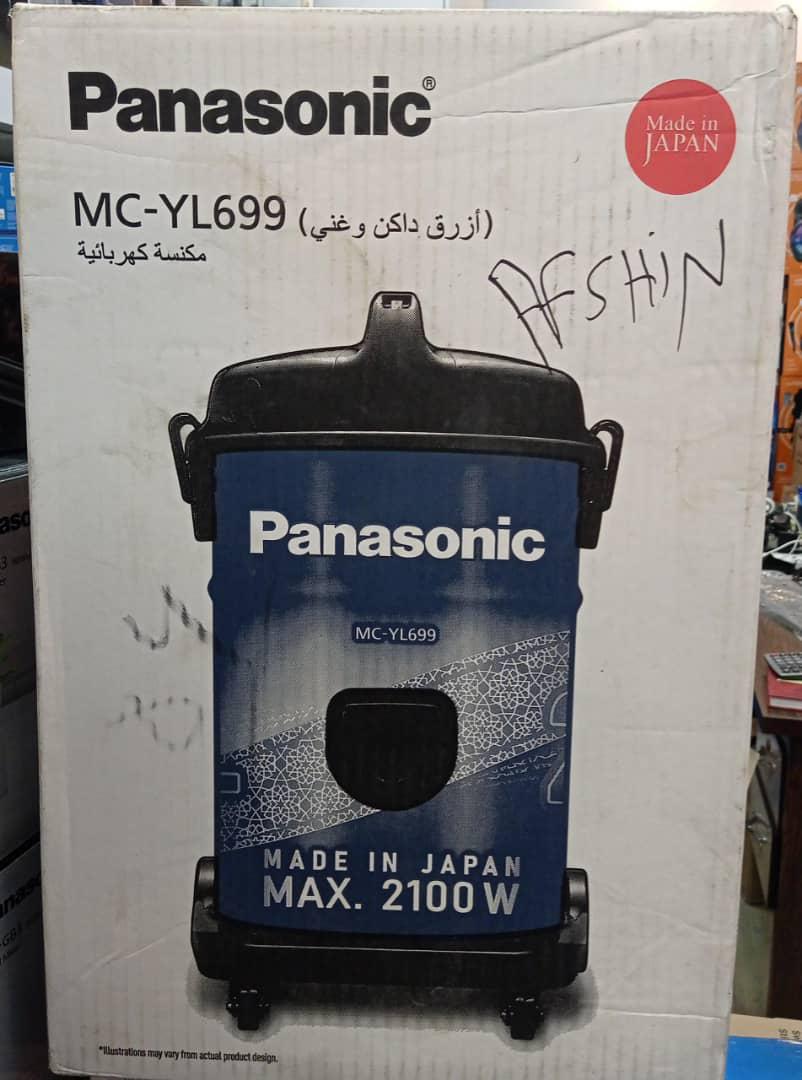 Panasonic®
Made in
JAPAN
MC-YL699 (أزرق داكن وغني)
مكنسة كهربائية
AFSHIN
Panasonic
MC-YL699
MADE IN JAPAN
MAX. 2100 W
*Illustrations may vary from actual product design.